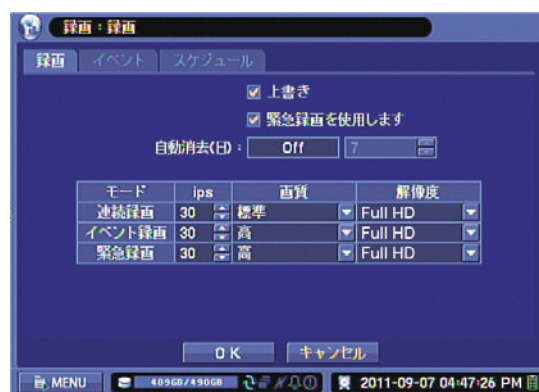 録画：録画
録画 イベント スケジュール
上書き
緊急録画を使用します
自動消去(日)： Off 7
モード ips 画質 解像度
連続録画 30 標準 Full HD
イベント録画 30 高 Full HD
緊急録画 30 高 Full HD
OK キャンセル
MENU 489GB/490GB 2011-09-07 04:47:26 PM